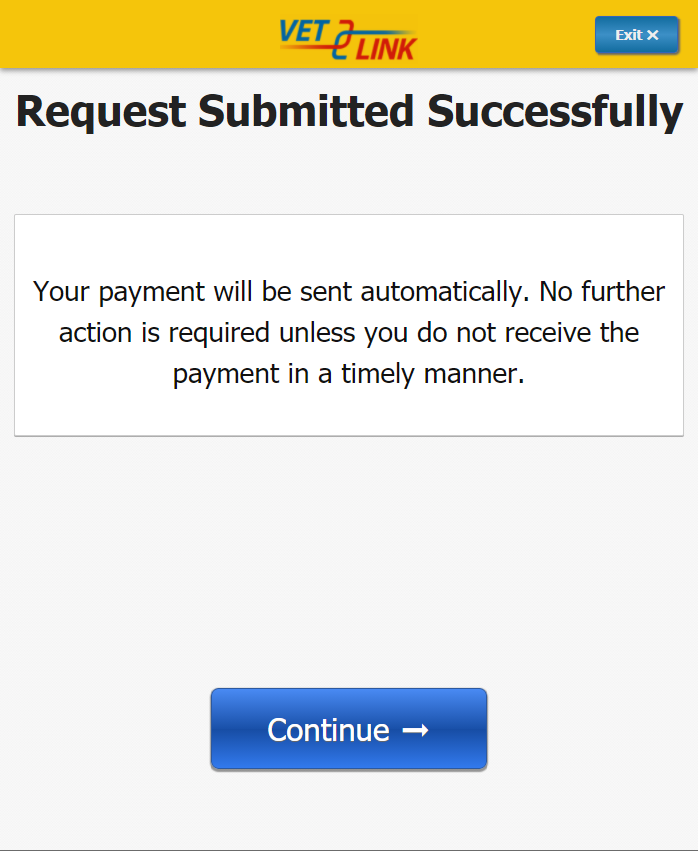 VET LINK
Exit ✕
Request Submitted Successfully
Your payment will be sent automatically. No further
action is required unless you do not receive the
payment in a timely manner.
Continue →